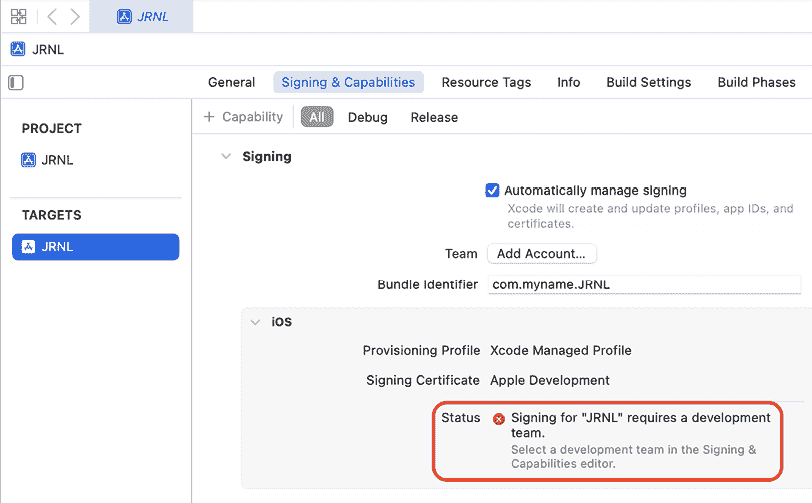 JRNL
JRNL
General Signing & Capabilities Resource Tags Info Build Settings Build Phases
+ Capability All Debug Release
PROJECT
JRNL
TARGETS
JRNL
Signing
Automatically manage signing
Xcode will create and update profiles, app IDs, and
certificates.
Team Add Account...
Bundle Identifier com.myname.JRNL
iOS
Provisioning Profile Xcode Managed Profile
Signing Certificate Apple Development
Status Signing for "JRNL" requires a development
team.
Select a development team in the Signing &
Capabilities editor.